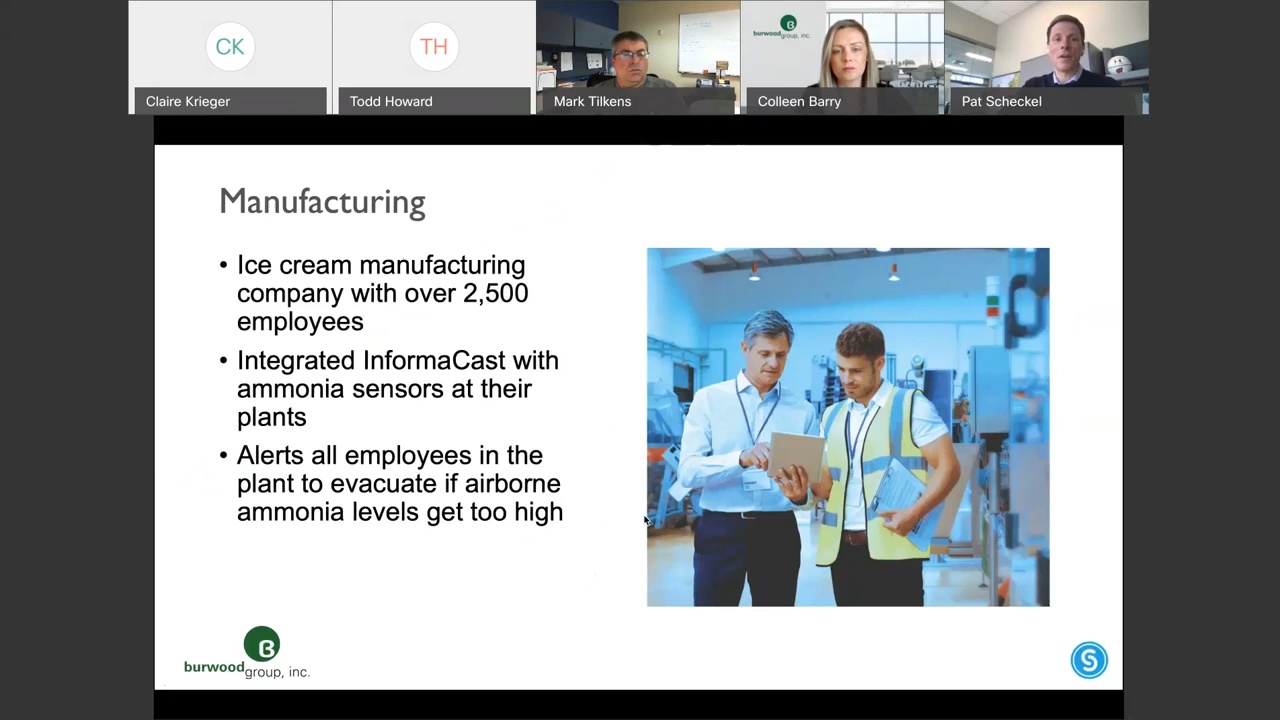 CK
TH
burwoodgroup, inc.
Claire Krieger
Todd Howard
Mark Tilkens
Colleen Barry
Pat Scheckel
Manufacturing
• Ice cream manufacturing
company with over 2,500
employees
• Integrated InformaCast with
ammonia sensors at their
plants
• Alerts all employees in the
plant to evacuate if airborne
ammonia levels get too high
B
burwoodgroup, inc.
S